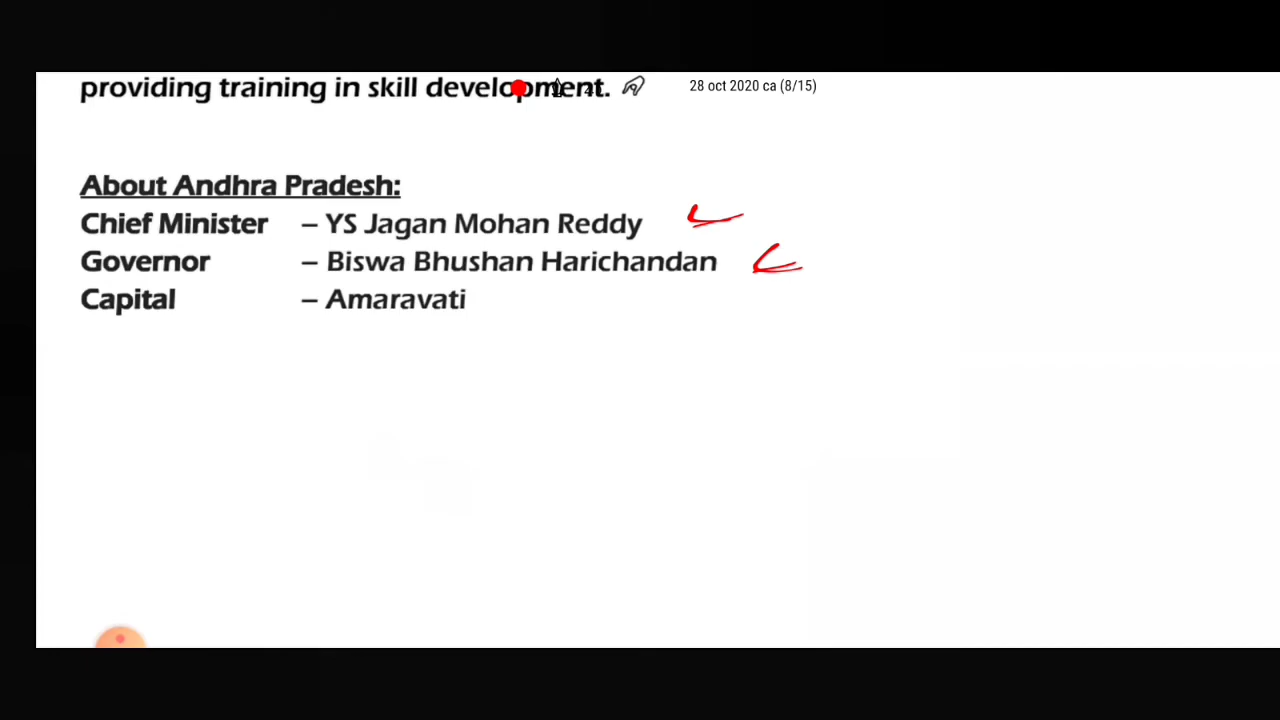 providing training in skill development.
28 oct 2020 ca (8/15)
About Andhra Pradesh:
Chief Minister – YS Jagan Mohan Reddy
Governor – Biswa Bhushan Harichandan
Capital – Amaravati